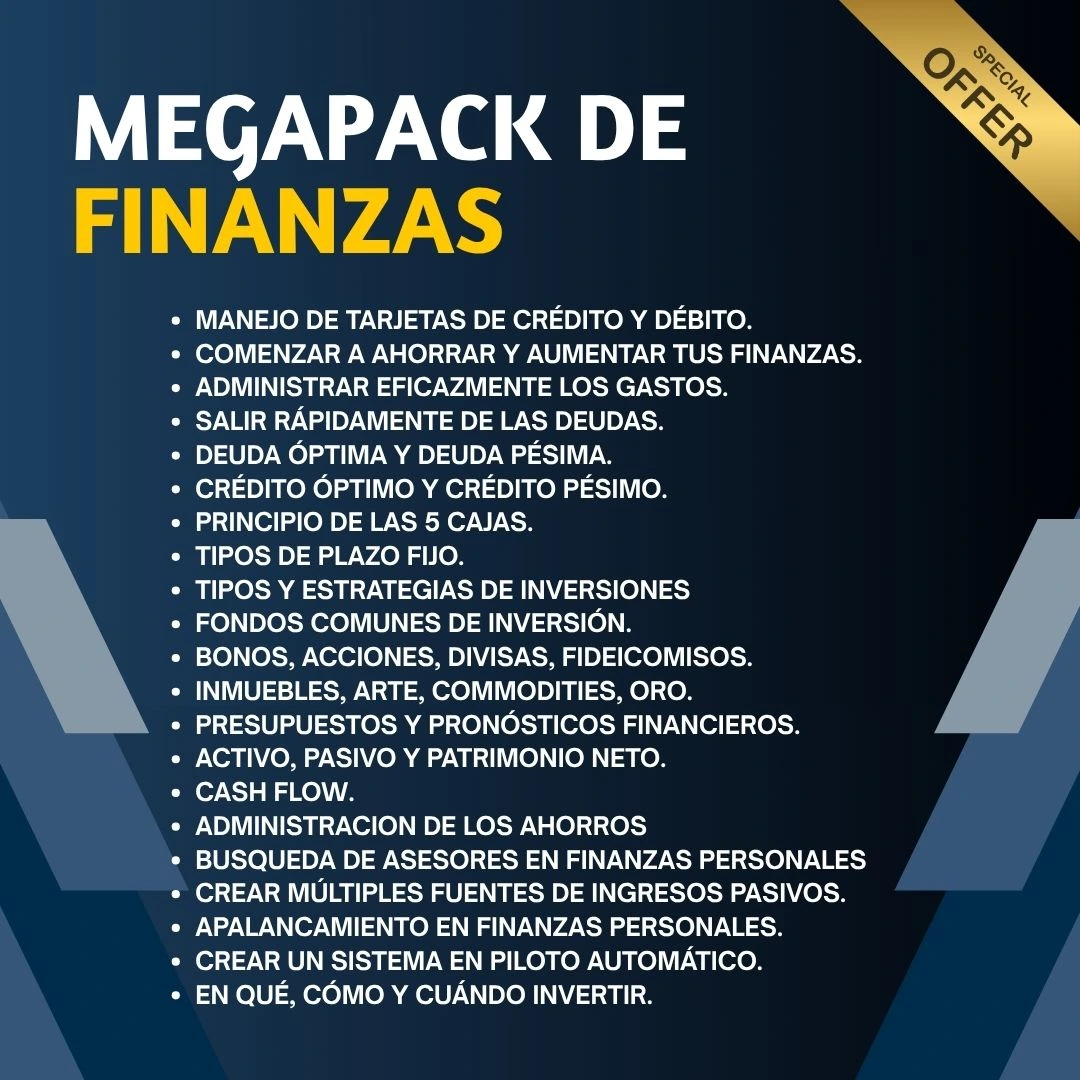 SPECIAL
OFFER
MEGAPACK DE
FINANZAS
• MANEJO DE TARJETAS DE CRÉDITO Y DÉBITO.
• COMENZAR A AHORRAR Y AUMENTAR TUS FINANZAS.
• ADMINISTRAR EFICAZMENTE LOS GASTOS.
• SALIR RÁPIDAMENTE DE LAS DEUDAS.
• DEUDA ÓPTIMA Y DEUDA PÉSIMA.
• CRÉDITO ÓPTIMO Y CRÉDITO PÉSIMO.
• PRINCIPIO DE LAS 5 CAJAS.
• TIPOS DE PLAZO FIJO.
• TIPOS Y ESTRATEGIAS DE INVERSIONES
• FONDOS COMUNES DE INVERSIÓN.
• BONOS, ACCIONES, DIVISAS, FIDEICOMISOS.
• INMUEBLES, ARTE, COMMODITIES, ORO.
• PRESUPUESTOS Y PRONÓSTICOS FINANCIEROS.
• ACTIVO, PASIVO Y PATRIMONIO NETO.
• CASH FLOW.
• ADMINISTRACION DE LOS AHORROS
• BUSQUEDA DE ASESORES EN FINANZAS PERSONALES
• CREAR MÚLTIPLES FUENTES DE INGRESOS PASIVOS.
• APALANCAMIENTO EN FINANZAS PERSONALES.
• CREAR UN SISTEMA EN PILOTO AUTOMÁTICO.
• EN QUÉ, CÓMO Y CUÁNDO INVERTIR.